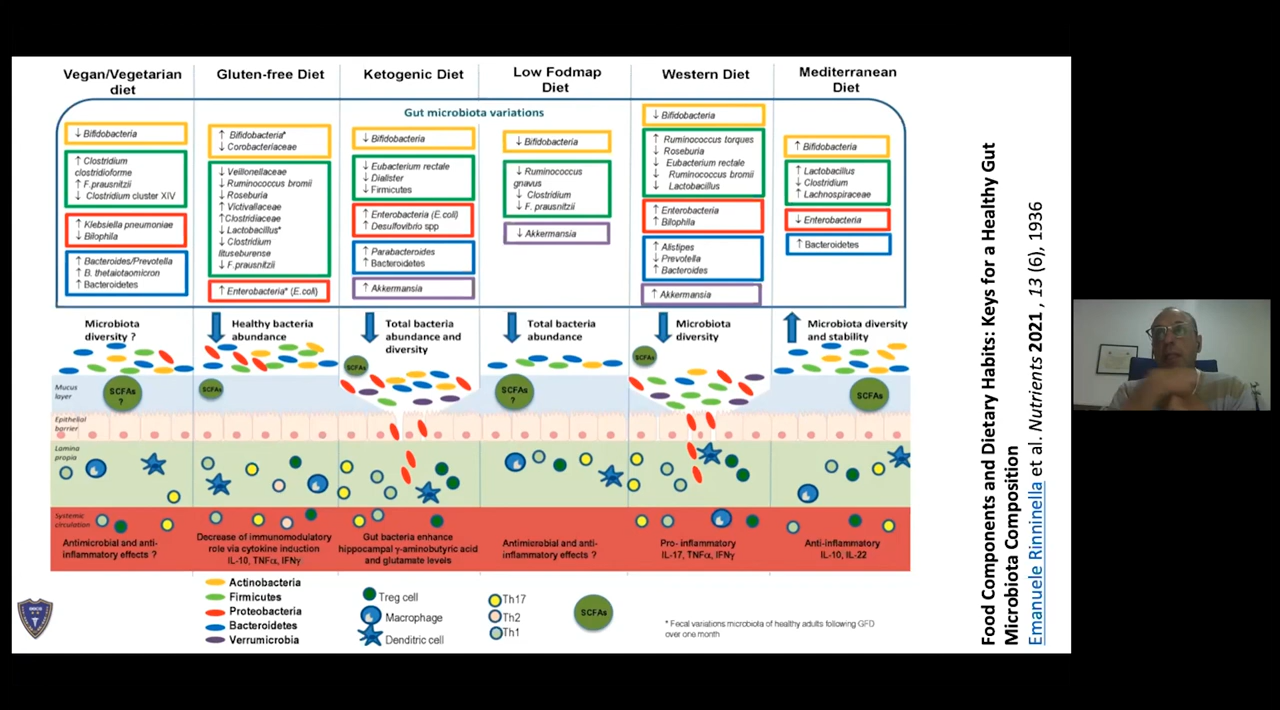 Vegan/Vegetarian
diet
Gluten-free Diet
Ketogenic Diet
Low Fodmap
Diet
Western Diet
Mediterranean
Diet
Gut microbiota variations
↓ Bifidobacteria
↑ Clostridium
clostridioforme
↑ F.prausnitzii
↓ Clostridium cluster XIV
↑ Klebsiella pneumoniae
↓ Bilophila
↑ Bacteroides/Prevotella
↑ B. thetaiotaomicron
↑ Bacteroidetes
↑ Bifidobacteria*
↓ Corobacteriaceae
↓ Veillonellaceae
↓ Ruminococcus bromii
↓ Roseburia
↑ Victivallaceae
↑ Clostridiaceae
↓ Lactobacillus*
↓ Clostridium
lituseburense
↓ F.prausnitzii
↑ Enterobacteria* (E.coli)
↓ Bifidobacteria
↓ Eubacterium rectale
↓ Dialister
↓ Firmicutes
↑ Enterobacteria (E.coli)
↑ Desulfovibrio spp
↑ Parabacteroides
↑ Bacteroidetes
↑ Akkermansia
↓ Bifidobacteria
↓ Ruminococcus
gnavus
↓ Clostridium
↓ F. prausnitzii
↓ Akkermansia
↓ Bifidobacteria
↑ Ruminococcus torques
↓ Roseburia
↓ Eubacterium rectale
↓ Ruminococcus bromii
↓ Lactobacillus
↑ Enterobacteria
↑ Bilophila
↑ Alistipes
↓ Prevotella
↑ Bacteroides
↑ Akkermansia
↑ Bifidobacteria
↑ Lactobacillus
↓ Clostridium
↑ Lachnospiraceae
↓ Enterobacteria
↑ Bacteroidetes
Microbiota
diversity ?
Healthy bacteria
abundance
Total bacteria
abundance and
diversity
Total bacteria
abundance
Microbiota
diversity
Microbiota diversity
and stability
Mucus
layer
SCFAs
?
SCFAs
SCFAs
SCFAs
?
SCFAs
SCFAs
Epithelial
barrier
Lamina
propia
Systemic
circulation
Antimicrobial and anti-
inflammatory effects ?
Decrease of immunomodulatory
role via cytokine induction
IL-10, TNFα, IFNγ
Gut bacteria enhance
hippocampal γ-aminobutyric acid
and glutamate levels
Antimicrobial and anti-
inflammatory effects ?
Pro- inflammatory
IL-17, TNFα, IFNγ
Anti-inflammatory
IL-10, IL-22
Actinobacteria
Firmicutes
Proteobacteria
Bacteroidetes
Verrumicrobia
Treg cell
Macrophage
Dendritic cell
Th17
Th2
Th1
SCFAs
* Fecal variations microbiota of healthy adults following GFD
over one month
Food Components and Dietary Habits: Keys for a Healthy Gut
Microbiota Composition
Emanuele Rinninella et al. Nutrients 2021 , 13 (6), 1936